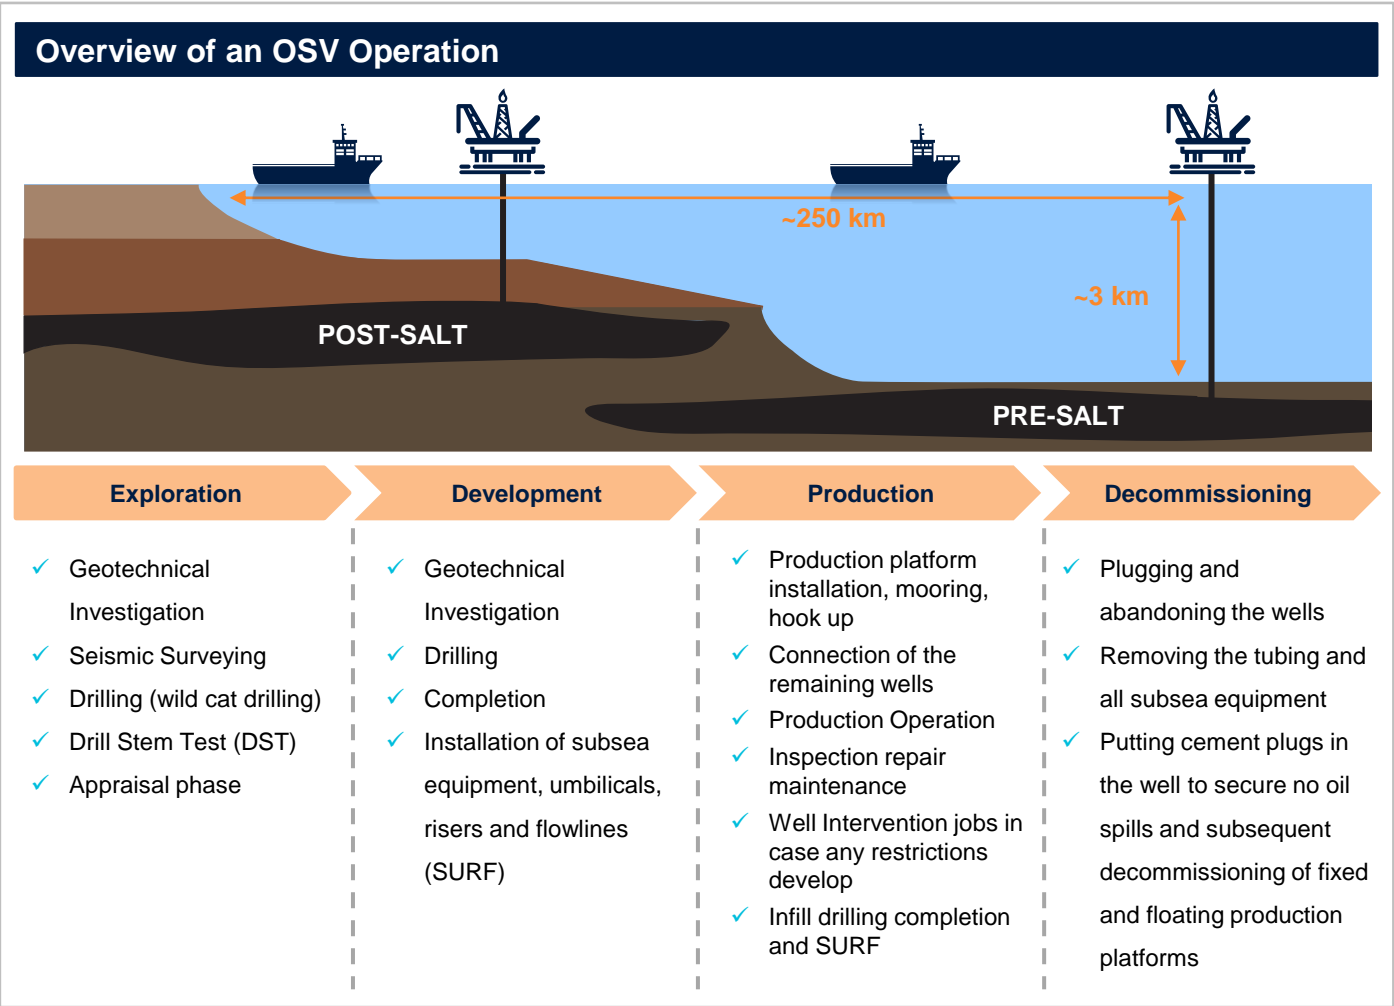 Overview of an OSV Operation
~250 km
~3 km
POST-SALT
PRE-SALT
Exploration
Development
Production
Decommissioning
✓ Geotechnical
Investigation
✓ Seismic Surveying
✓ Drilling (wild cat drilling)
✓ Drill Stem Test (DST)
✓ Appraisal phase
✓ Geotechnical
Investigation
✓ Drilling
✓ Completion
✓ Installation of subsea
equipment, umbilicals,
risers and flowlines
(SURF)
✓ Production platform
installation, mooring,
hook up
✓ Connection of the
remaining wells
✓ Production Operation
✓ Inspection repair
maintenance
✓ Well Intervention jobs in
case any restrictions
develop
✓ Infill drilling completion
and SURF
✓ Plugging and
abandoning the wells
✓ Removing the tubing and
all subsea equipment
✓ Putting cement plugs in
the well to secure no oil
spills and subsequent
decommissioning of fixed
and floating production
platforms